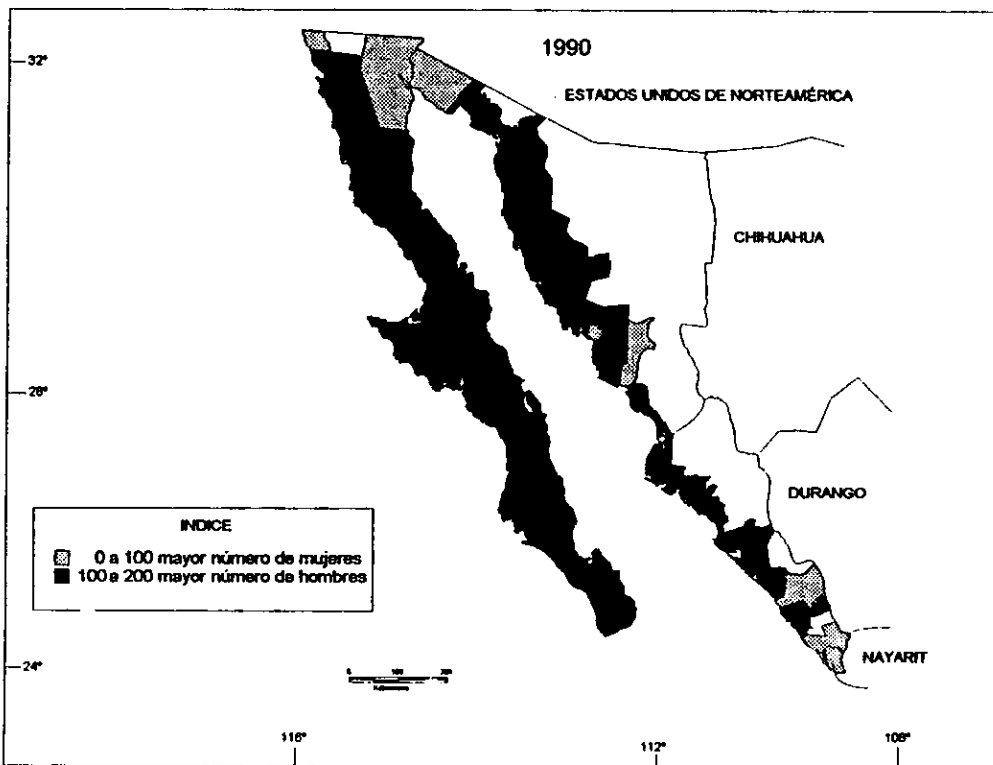 1990
32°
ESTADOS UNIDOS DE NORTEAMÉRICA
CHIHUAHUA
28°
DURANGO
INDICE
0 a 100 mayor número de mujeres
100 a 200 mayor número de hombres
NAYARIT
24°
116°
112°
108°